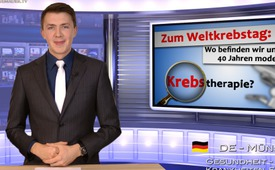 Zum Weltkrebstag:
Wo befinden wir un
40 Jahren mode
Krebs
therapie?
DE - MÜN
GESUNDHEIT -